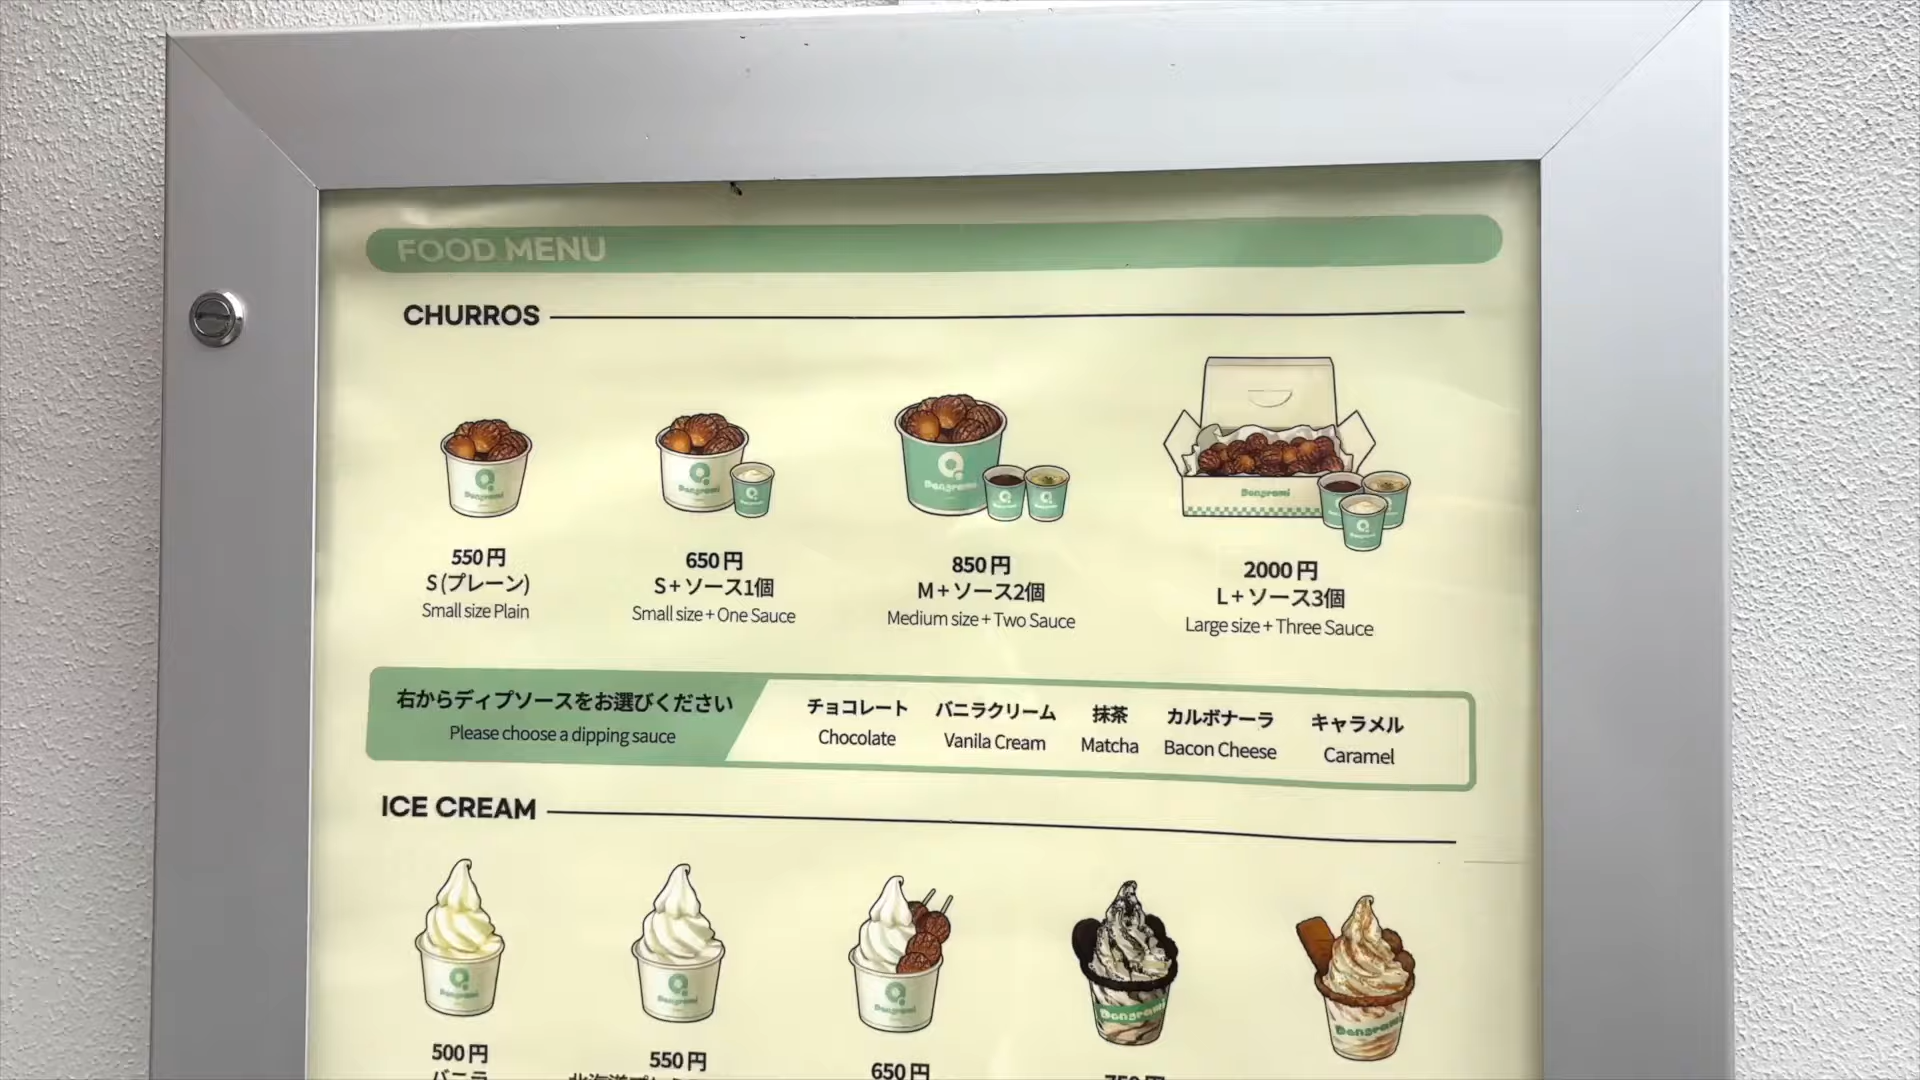 FOOD MENU
CHURROS
550円
S(プレーン)
Small size Plain
650円
S+ソース1個
Small size + One Sauce
850円
M+ソース2個
Medium size + Two Sauce
2000円
L+ソース3個
Large size + Three Sauce
Dangrami
右からディプソースをお選びください
Please choose a dipping sauce
チョコレート
Chocolate
バニラクリーム
Vanila Cream
抹茶
Matcha
カルボナーラ
Bacon Cheese
キャラメル
Caramel
ICE CREAM
500円
バニラ
550円
650円